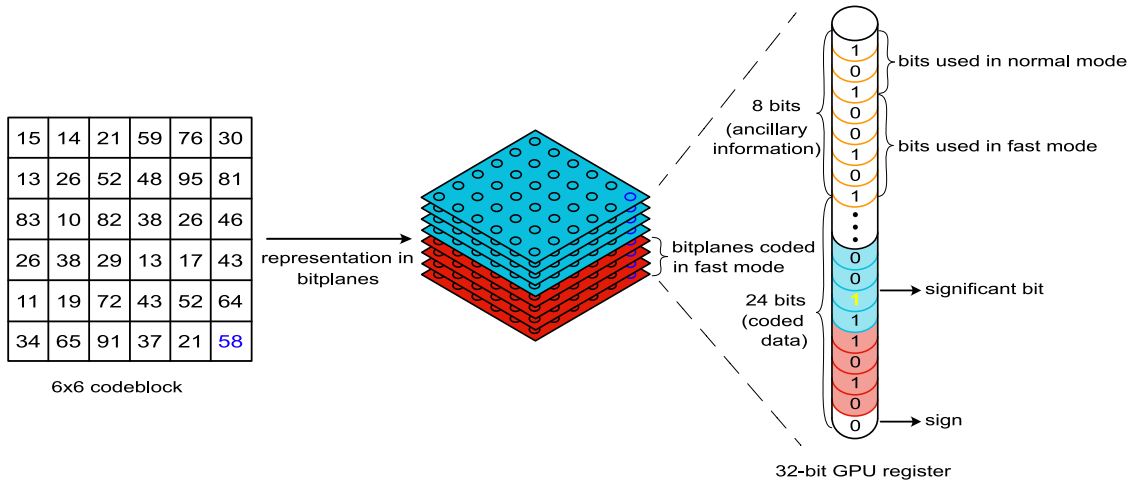 15 14 21 59 76 30
13 26 52 48 95 81
83 10 82 38 26 46
26 38 29 13 17 43
11 19 72 43 52 64
34 65 91 37 21 58
6x6 codeblock
representation in
bitplanes
bitplanes coded
in fast mode
8 bits
(ancillary
information)
24 bits
(coded
data)
1
0
1
0
0
1
0
1
0
0
1
1
1
0
1
0
0
bits used in normal mode
bits used in fast mode
significant bit
sign
32-bit GPU register